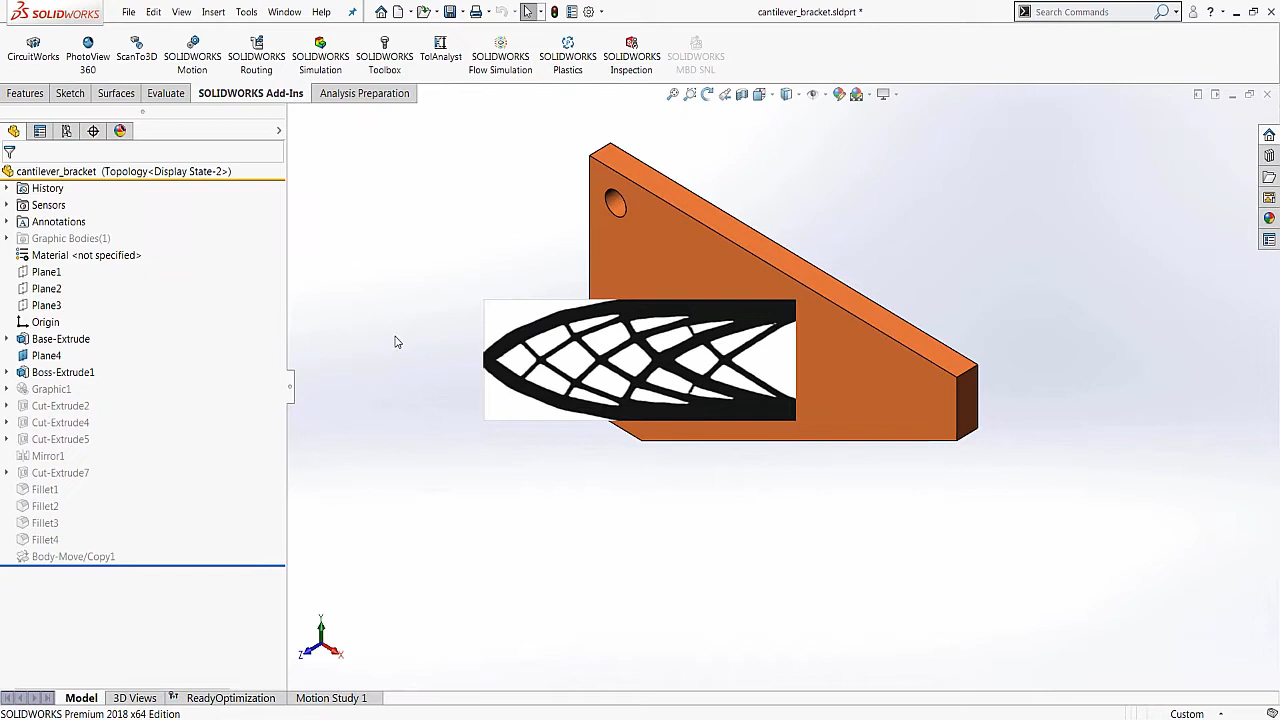 SOLIDWORKS File Edit View Insert Tools Window Help cantilever_bracket.sldprt * Search Commands ?
CircuitWorks PhotoView 360 ScanTo3D SOLIDWORKS Motion SOLIDWORKS Routing SOLIDWORKS Simulation SOLIDWORKS Toolbox TolAnalyst SOLIDWORKS Flow Simulation SOLIDWORKS Plastics SOLIDWORKS Inspection SOLIDWORKS MBD SNL
Features Sketch Surfaces Evaluate SOLIDWORKS Add-Ins Analysis Preparation
cantilever_bracket (Topology<Display State-2>)
History
Sensors
Annotations
Graphic Bodies(1)
Material <not specified>
Plane1
Plane2
Plane3
Origin
Base-Extrude
Plane4
Boss-Extrude1
Graphic1
Cut-Extrude2
Cut-Extrude4
Cut-Extrude5
Mirror1
Cut-Extrude7
Fillet1
Fillet2
Fillet3
Fillet4
Body-Move/Copy1
Y
Z X
Model 3D Views ReadyOptimization Motion Study 1
SOLIDWORKS Premium 2018 x64 Edition Custom